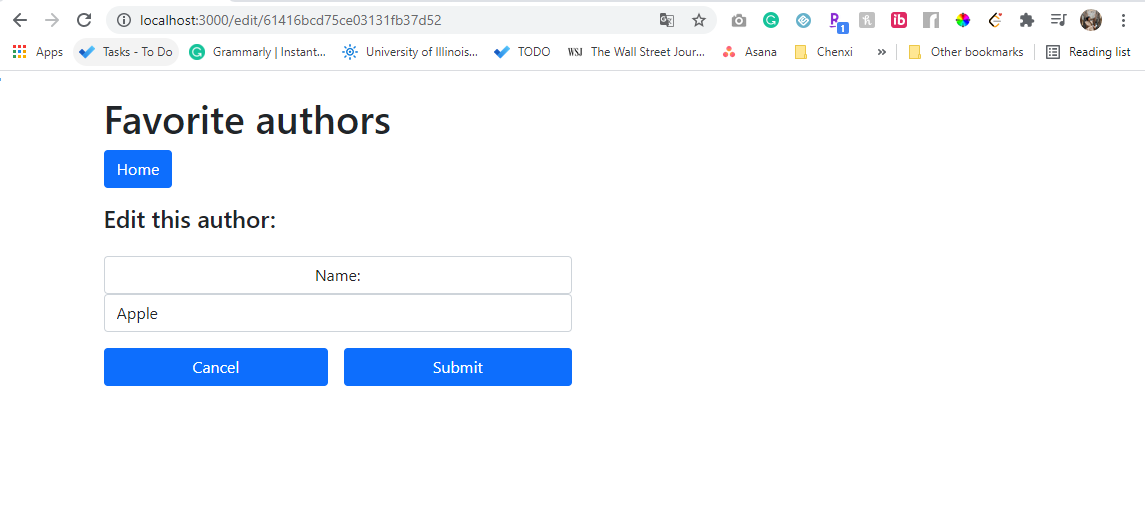 localhost:3000/edit/61416bcd75ce03131fb37d52
1
Apps Tasks - To Do Grammarly | Instant... University of Illinois... TODO WSJ The Wall Street Jour... Asana Chenxi » Other bookmarks Reading list
Favorite authors
Home
Edit this author:
Name:
Apple
Cancel Submit